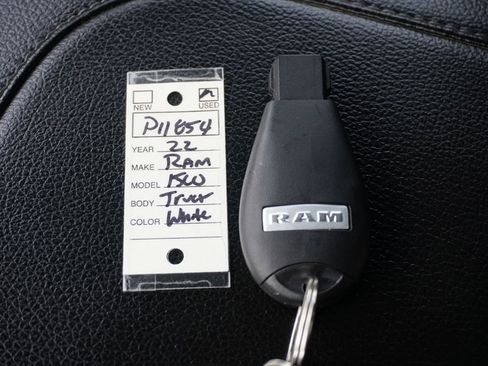 NEW USED
P11654
YEAR 22
MAKE RAM
MODEL 1500
BODY Truck
COLOR White
RAM